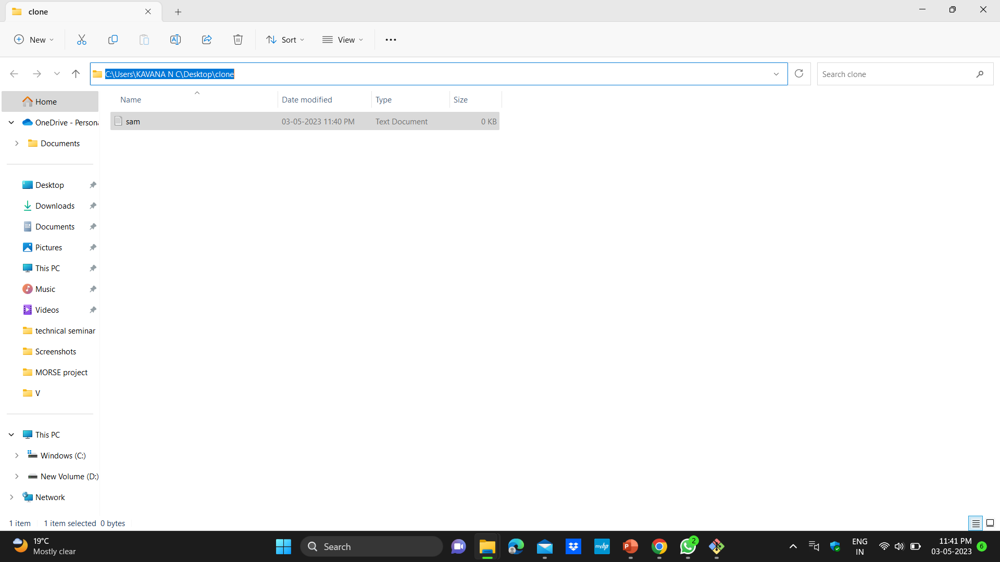 clone
New
Sort
View
C:\Users\KAVANA N C\Desktop\clone
Search clone
Name
Date modified
Type
Size
sam
03-05-2023 11:40 PM
Text Document
0 KB
Home
OneDrive - Persona
Documents
Desktop
Downloads
Documents
Pictures
This PC
Music
Videos
technical seminar
Screenshots
MORSE project
V
This PC
Windows (C:)
New Volume (D:)
Network
1 item
1 item selected 0 bytes
19°C
Mostly clear
Search
myhp
P
2
ENG
IN
11:41 PM
03-05-2023
6